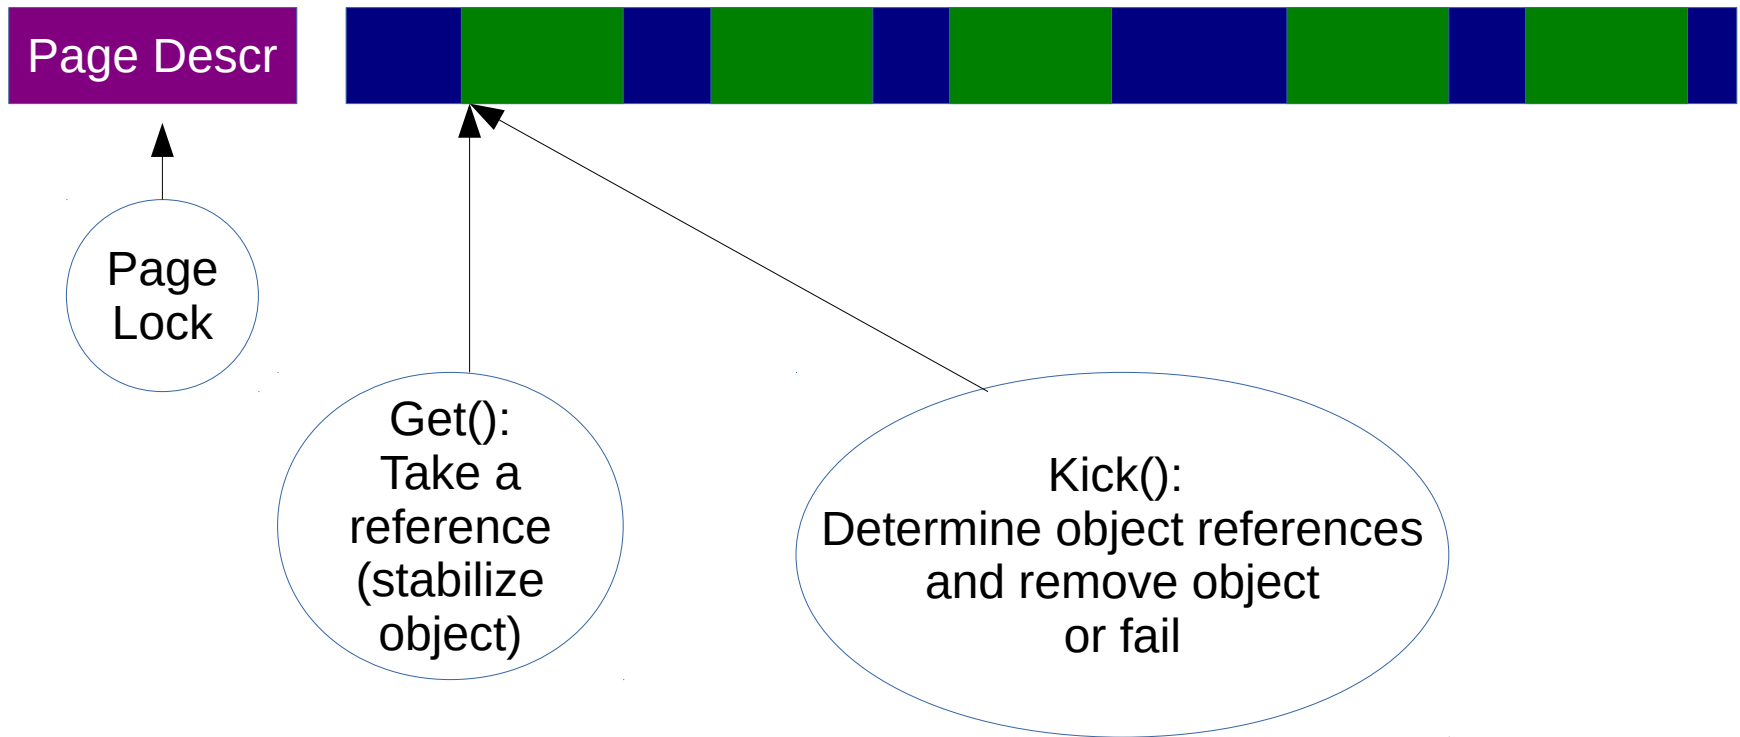 Page Descr
Page
Lock
Get():
Take a
reference
(stabilize
object)
Kick():
Determine object references
and remove object
or fail